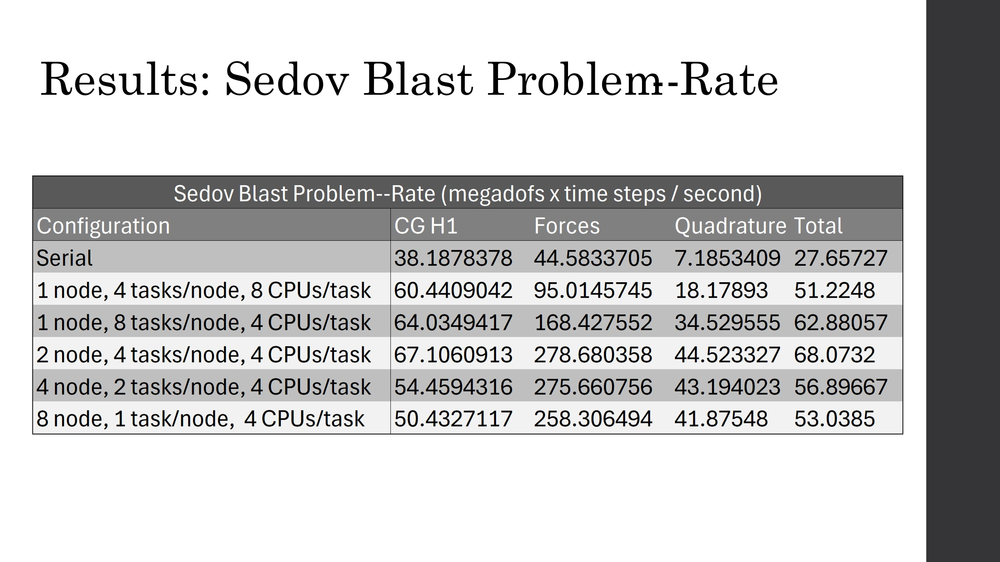 Results: Sedov Blast Problem--Rate
Sedov Blast Problem--Rate (megadofs x time steps / second)
Configuration CG H1 Forces Quadrature Total
Serial 38.1878378 44.5833705 7.1853409 27.65727
1 node, 4 tasks/node, 8 CPUs/task 60.4409042 95.0145745 18.17893 51.2248
1 node, 8 tasks/node, 4 CPUs/task 64.0349417 168.427552 34.529555 62.88057
2 node, 4 tasks/node, 4 CPUs/task 67.1060913 278.680358 44.523327 68.0732
4 node, 2 tasks/node, 4 CPUs/task 54.4594316 275.660756 43.194023 56.89667
8 node, 1 task/node, 4 CPUs/task 50.4327117 258.306494 41.87548 53.0385